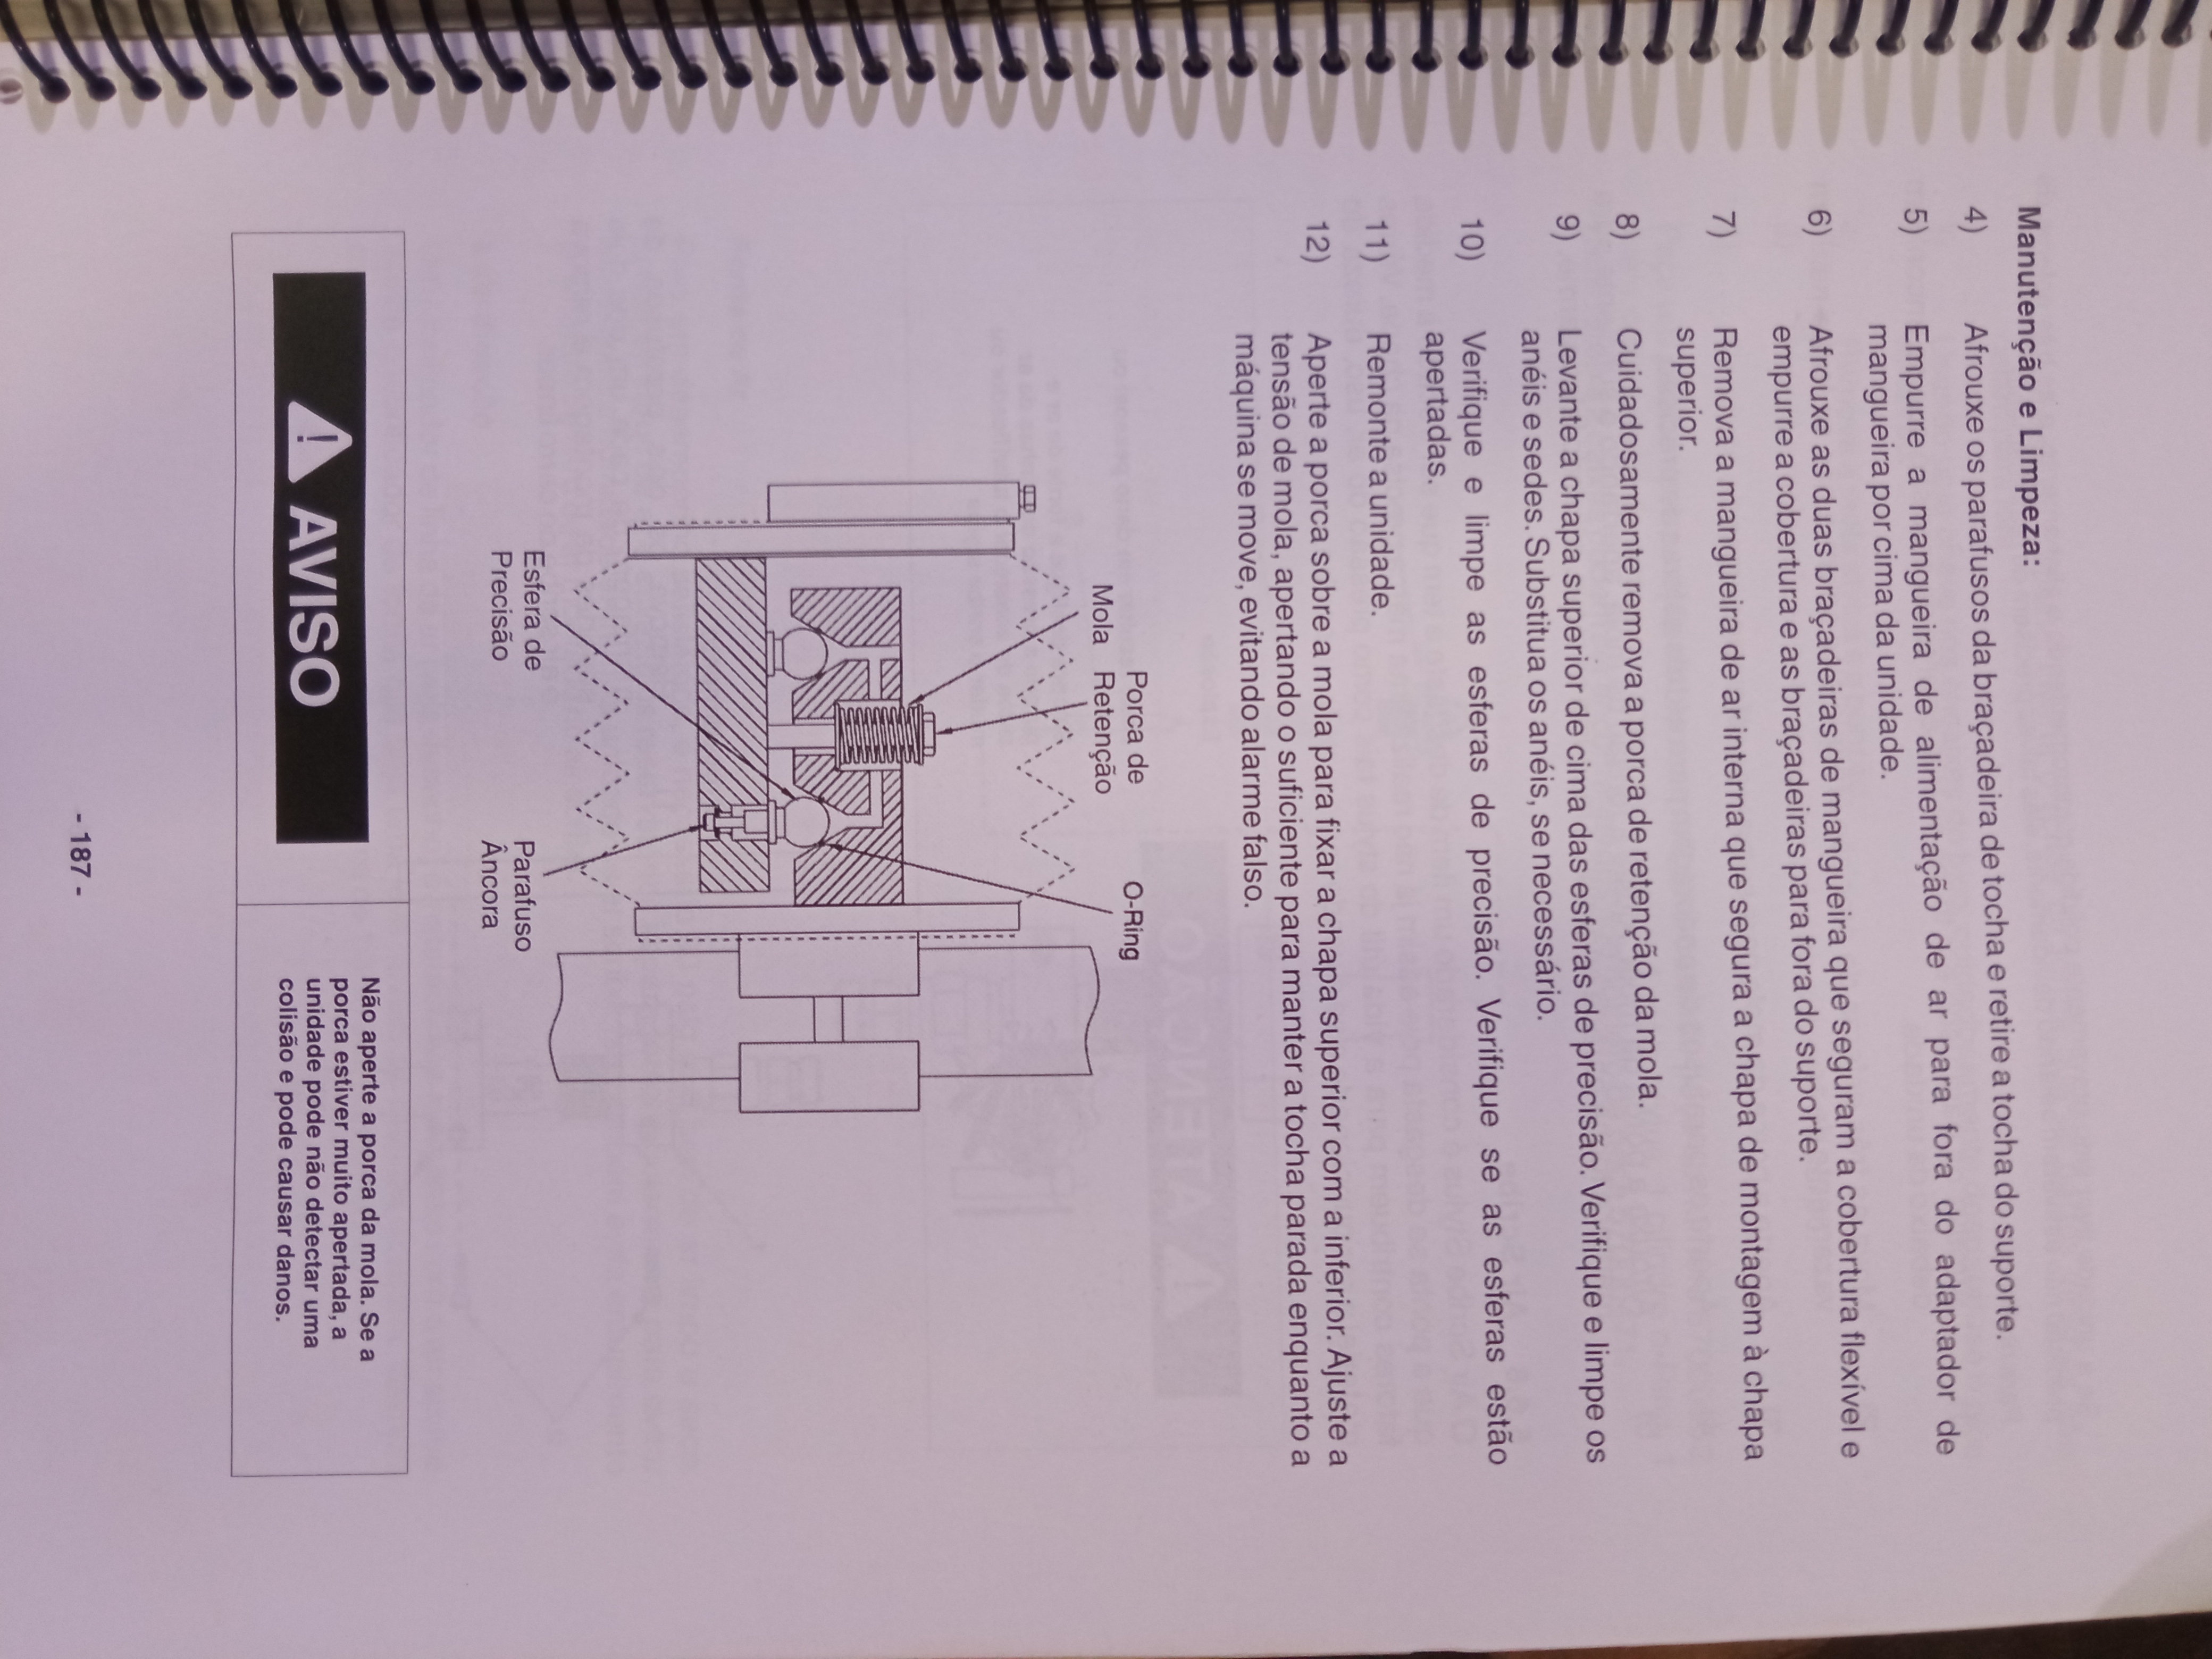 Manutenção e Limpeza:
4) Afrouxe os parafusos da braçadeira de tocha e retire a tocha do suporte.
5) Empurre a mangueira de alimentação de ar para fora do adaptador de
mangueira por cima da unidade.
6) Afrouxe as duas braçadeiras de mangueira que seguram a cobertura flexível e
empurre a cobertura e as braçadeiras para fora do suporte.
7) Remova a mangueira de ar interna que segura a chapa de montagem à chapa
superior.
8) Cuidadosamente remova a porca de retenção da mola.
9) Levante a chapa superior de cima das esferas de precisão. Verifique e limpe os
anéis e sedes. Substitua os anéis, se necessário.
10) Verifique e limpe as esferas de precisão. Verifique se as esferas estão
apertadas.
11) Remonte a unidade.
12) Aperte a porca sobre a mola para fixar a chapa superior com a inferior. Ajuste a
tensão de mola, apertando o suficiente para manter a tocha parada enquanto a
máquina se move, evitando alarme falso.
Mola
Porca de
Retenção
O-Ring
Esfera de
Precisão
Parafuso
Âncora
! AVISO
Não aperte a porca da mola. Se a
porca estiver muito apertada, a
unidade pode não detectar uma
colisão e pode causar danos.
- 187 -